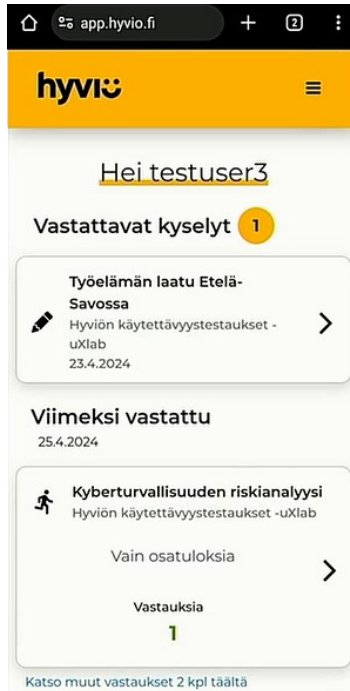 app.hyvio.fi
2
hyviö
Hei testuser3
Vastattavat kyselyt 1
Työelämän laatu Etelä-
Savossa
Hyviön käytettävyystestaukset -
uXlab
23.4.2024
Viimeksi vastattu
25.4.2024
Kyberturvallisuuden riskianalyysi
Hyviön käytettävyystestaukset -uXlab
Vain osatuloksia
Vastauksia
1
Katso muut vastaukset 2 kpl täältä